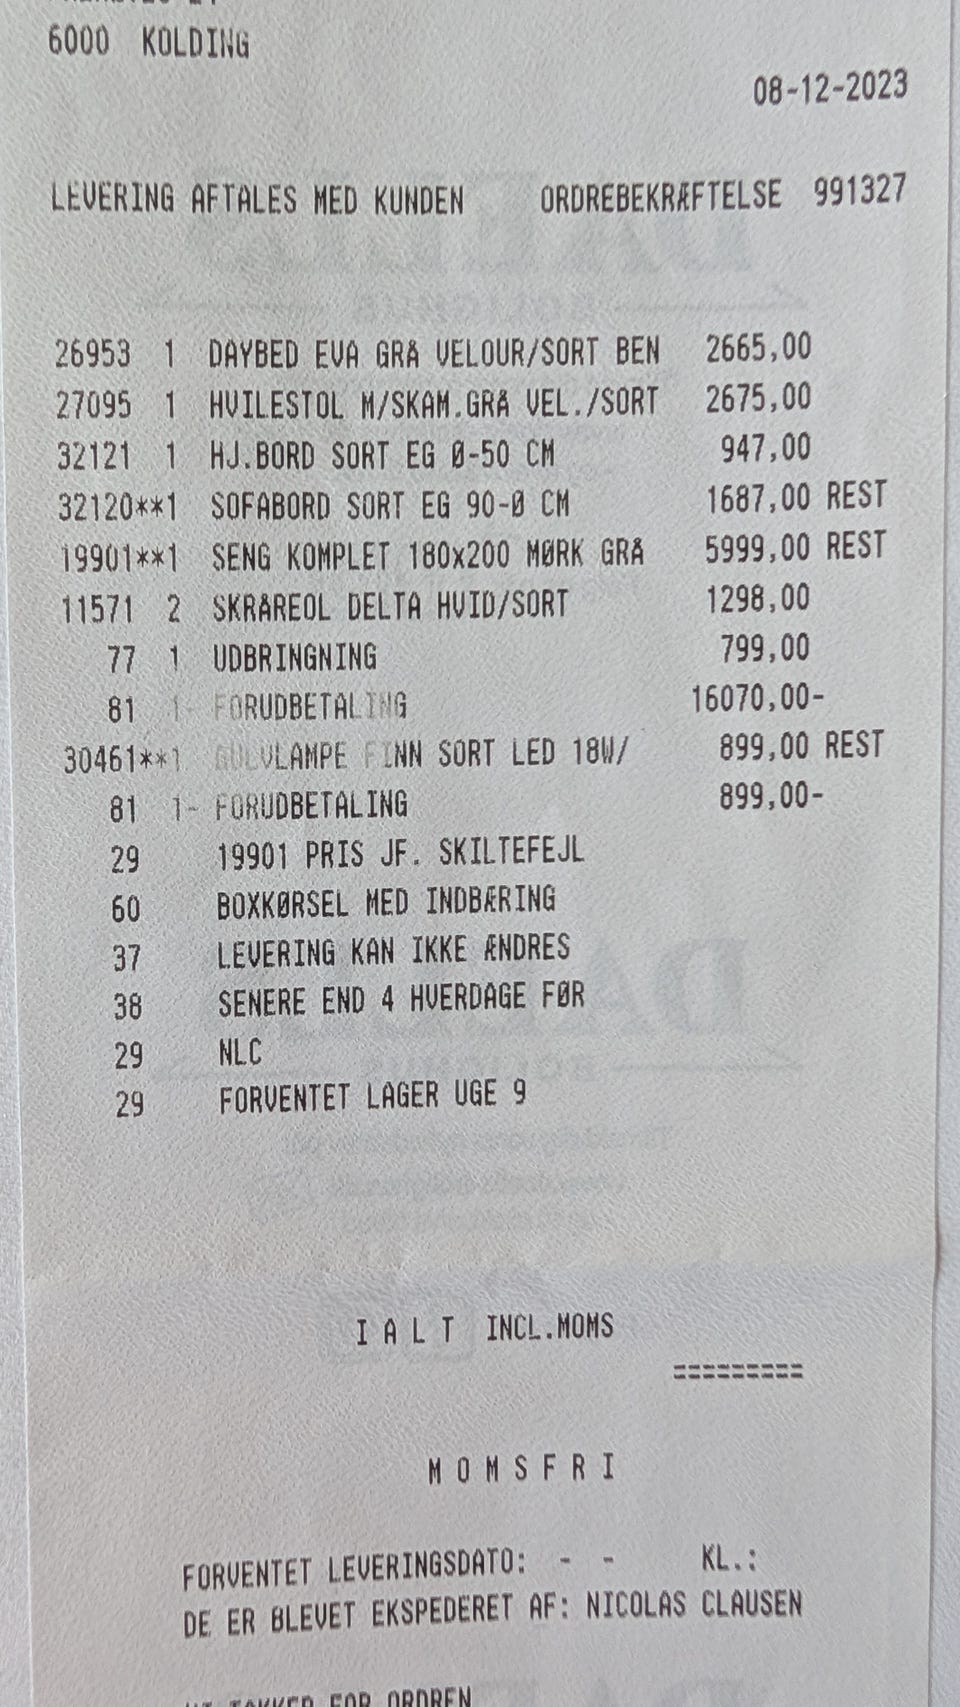 6000 KOLDING
08-12-2023
LEVERING AFTALES MED KUNDEN ORDREBEKRÆFTELSE 991327
26953 1 DAYBED EVA GRÅ VELOUR/SORT BEN 2665,00
27095 1 HVILESTOL M/SKAM.GRÅ VEL./SORT 2675,00
32121 1 HJ.BORD SORT EG Ø-50 CM 947,00
32120**1 SOFABORD SORT EG 90-Ø CM 1687,00 REST
19901**1 SENG KOMPLET 180x200 MØRK GRÅ 5999,00 REST
11571 2 SKRÅREOL DELTA HVID/SORT 1298,00
77 1 UDBRINGNING 799,00
81 1- FORUDBETALING 16070,00-
30461**1 GULVLAMPE FINN SORT LED 18W/ 899,00 REST
81 1- FORUDBETALING 899,00-
29 19901 PRIS JF. SKILTEFEJL
60 BOXKØRSEL MED INDBÆRING
37 LEVERING KAN IKKE ÆNDRES
38 SENERE END 4 HVERDAGE FØR
29 NLC
29 FORVENTET LAGER UGE 9
I A L T INCL.MOMS
=========
M O M S F R I
FORVENTET LEVERINGSDATO: - - KL.:
DE ER BLEVET EKSPEDERET AF: NICOLAS CLAUSEN
VI TAKKER FOR ORDREN